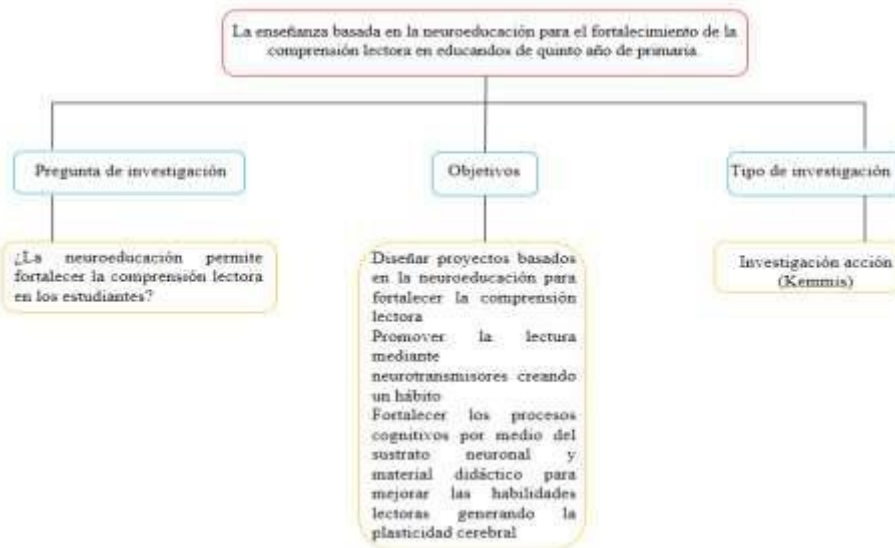 La enseñanza basada en la neuroeducación para el fortalecimiento de la
comprensión lectora en educandos de quinto año de primaria
Pregunta de investigación
Objetivos
Tipo de investigación
¿La neuroeducación permite
fortalecer la comprensión lectora
en los estudiantes?
Diseñar proyectos basados
en la neuroeducación para
fortalecer la comprensión
lectora
Promover la lectura
mediante
neurotransmisores creando
un hábito
Fortalecer los procesos
cognitivos por medio del
sustrato neuronal y
material didáctico para
mejorar las habilidades
lectoras generando la
plasticidad cerebral
Investigación acción
(Kemmis)